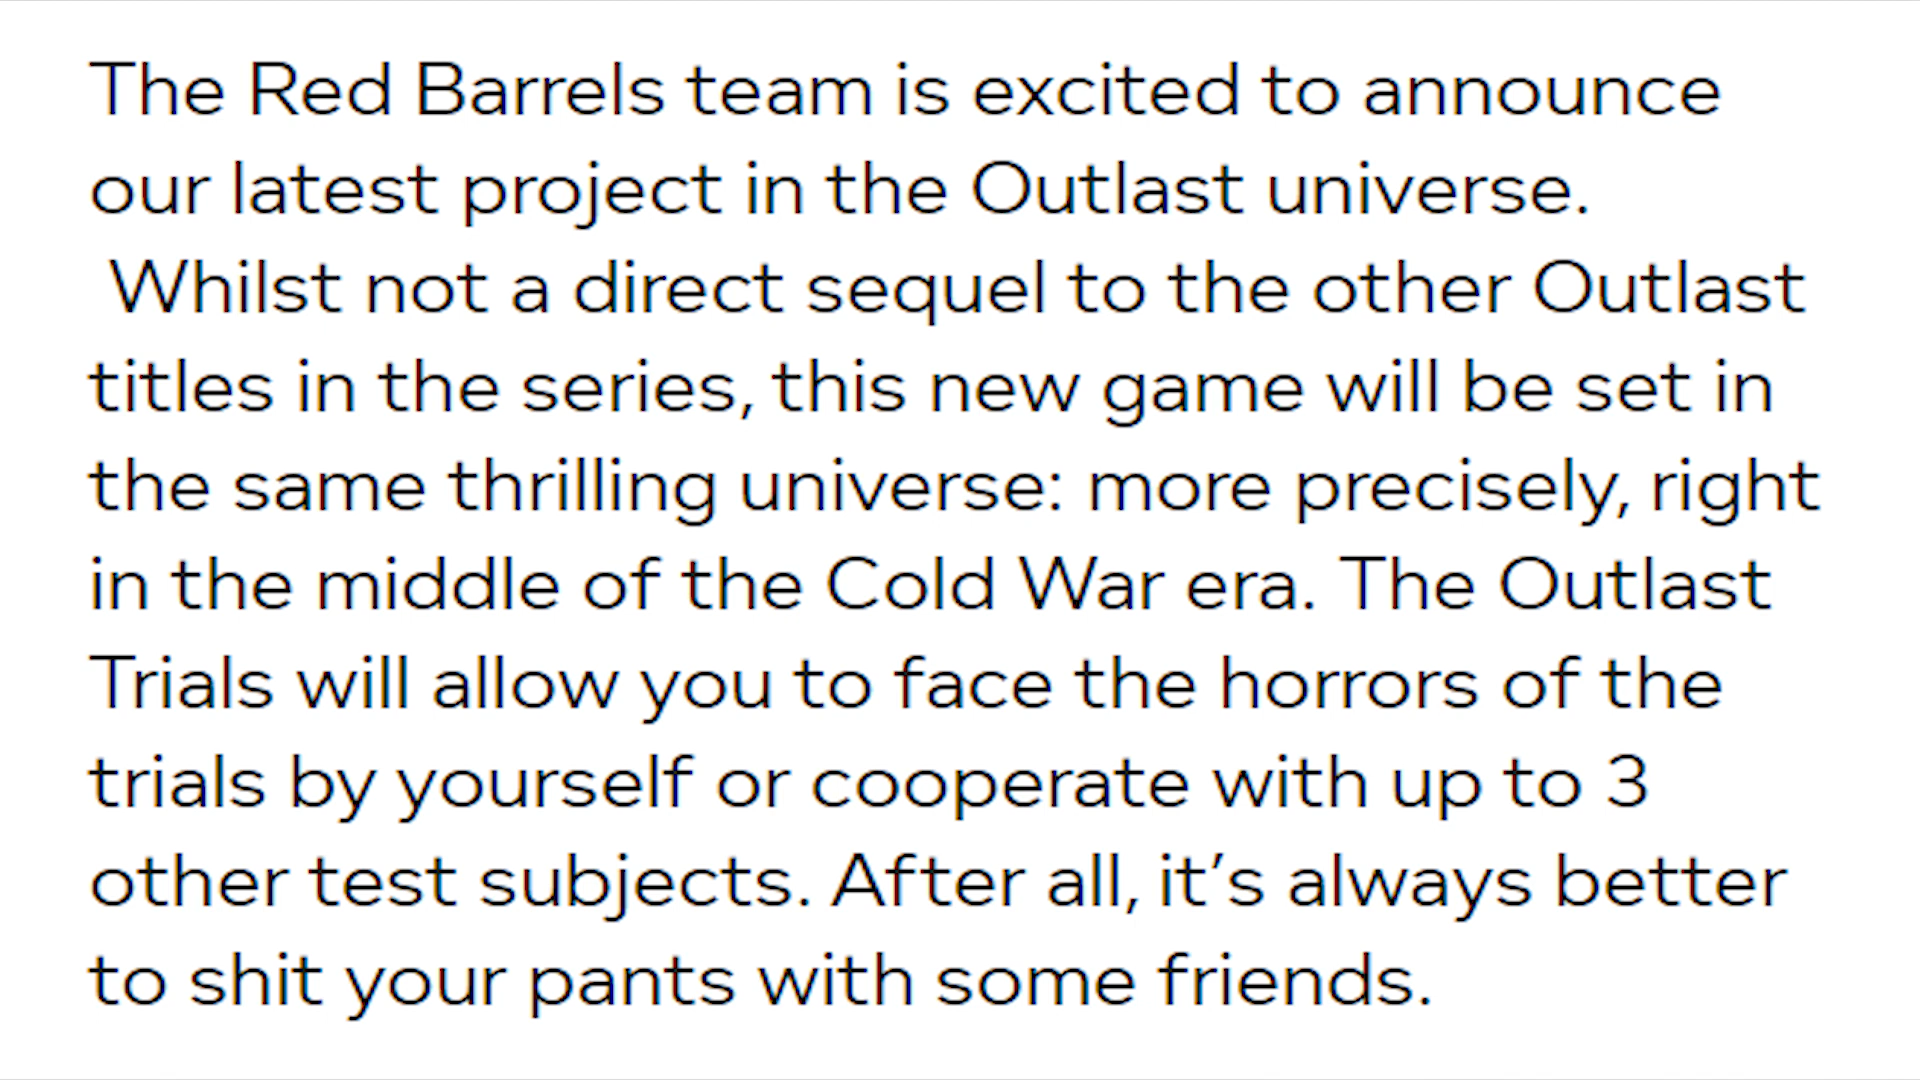 The Red Barrels team is excited to announce
our latest project in the Outlast universe.
Whilst not a direct sequel to the other Outlast
titles in the series, this new game will be set in
the same thrilling universe: more precisely, right
in the middle of the Cold War era. The Outlast
Trials will allow you to face the horrors of the
trials by yourself or cooperate with up to 3
other test subjects. After all, it’s always better
to shit your pants with some friends.